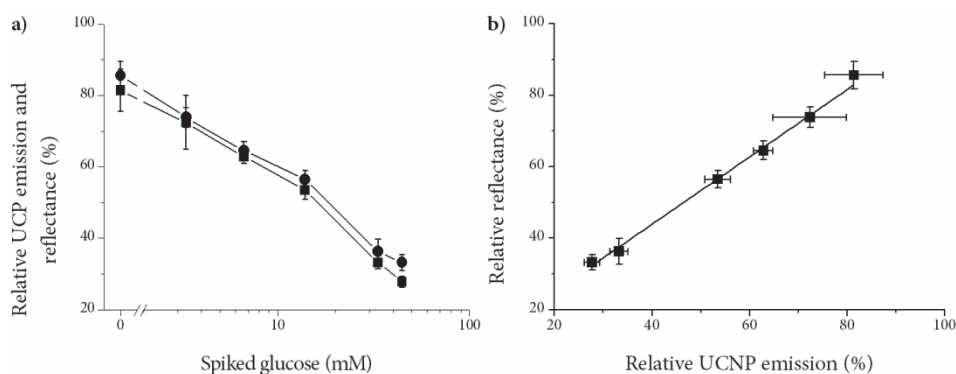 a)
Relative UCP emission and
reflectance (%)
100
80
60
40
20
0
10
100
Spiked glucose (mM)
b)
Relative reflectance (%)
100
80
60
40
20
20
40
60
80
100
Relative UCNP emission (%)